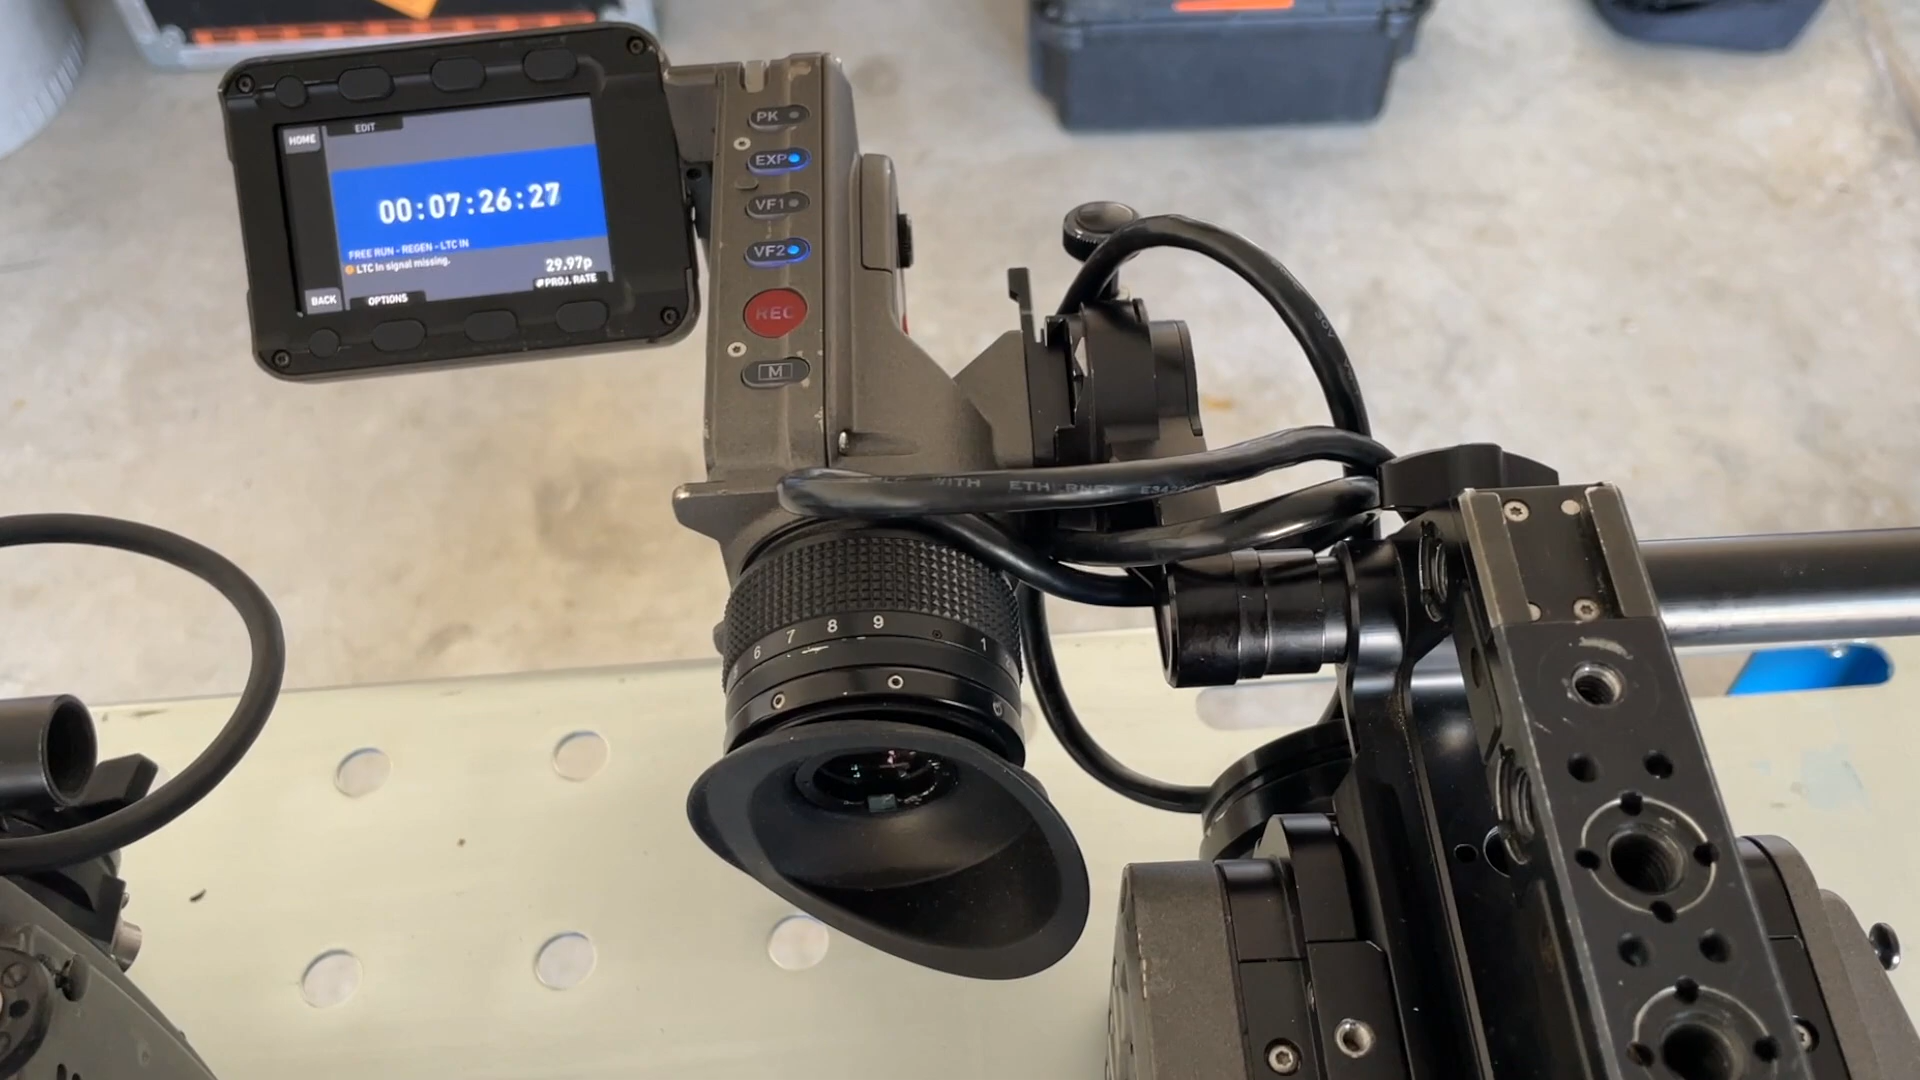 EDIT
HOME
00:07:26:27
FREE RUN - REGEN - LTC IN
LTC In signal missing.
29.97p
PROJ. RATE
BACK
OPTIONS
PK
EXP
VF1
VF2
REC
M
WITH ETHERNET
6 7 8 9 1 2